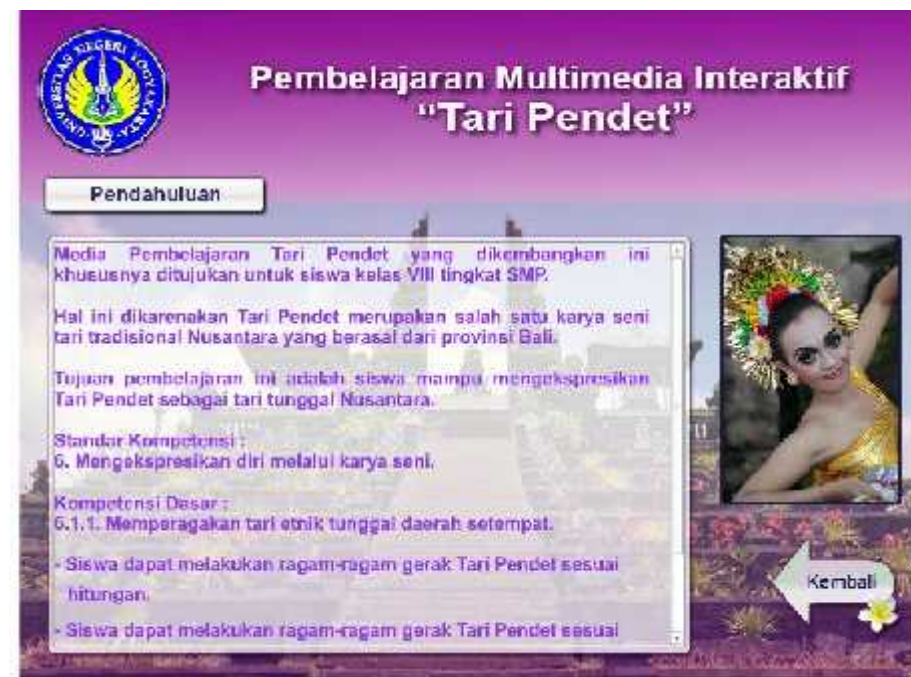 UNIVERSITAS NEGERI YOGYAKARTA
Pembelajaran Multimedia Interaktif
“Tari Pendet”
Pendahuluan
Media Pembelajaran Tari Pendet yang dikembangkan ini
khususnya ditujukan untuk siswa kelas VIII tingkat SMP.
Hal ini dikarenakan Tari Pendet merupakan salah satu karya seni
tari tradisional Nusantara yang berasal dari provinsi Bali.
Tujuan pembelajaran ini adalah siswa mampu mengekspresikan
Tari Pendet sebagai tari tunggal Nusantara.
Standar Kompetensi :
6. Mengekspresikan diri melalui karya seni.
Kompetensi Dasar :
6.1.1. Memperagakan tari etnik tunggal daerah setempat.
- Siswa dapat melakukan ragam-ragam gerak Tari Pendet sesuai
hitungan.
- Siswa dapat melakukan ragam-ragam gerak Tari Pendet sesuai
Kembali